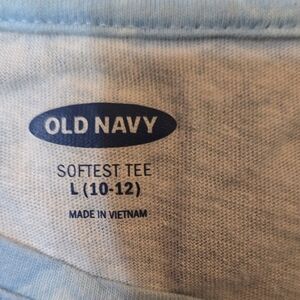 OLD NAVY
SOFTEST TEE
L (10-12)
MADE IN VIETNAM